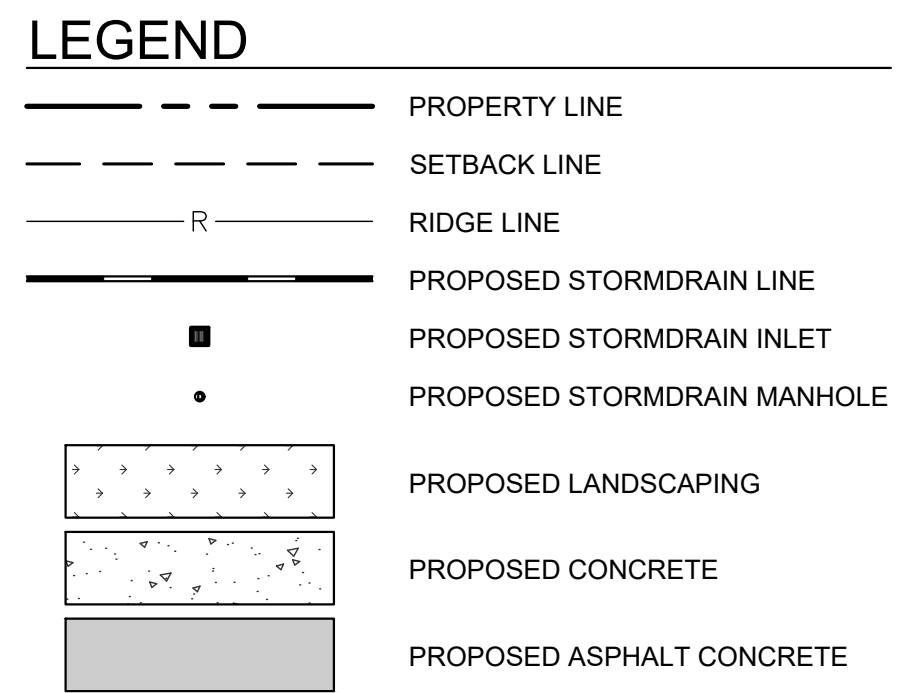 LEGEND
PROPERTY LINE
SETBACK LINE
R RIDGE LINE
PROPOSED STORMDRAIN LINE
PROPOSED STORMDRAIN INLET
PROPOSED STORMDRAIN MANHOLE
PROPOSED LANDSCAPING
PROPOSED CONCRETE
PROPOSED ASPHALT CONCRETE